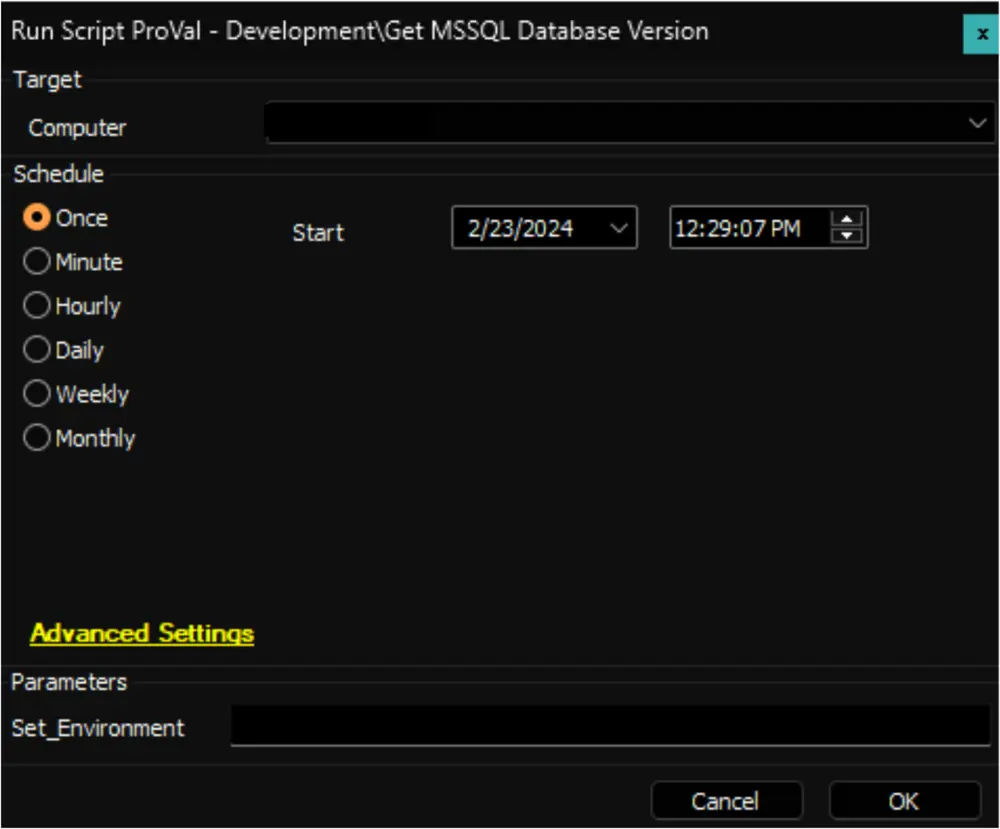 Run Script ProVal - Development\Get MSSQL Database Version x
Target
Computer
Schedule
Once
Start 2/23/2024 12:29:07 PM
Minute
Hourly
Daily
Weekly
Monthly
Advanced Settings
Parameters
Set_Environment
Cancel OK